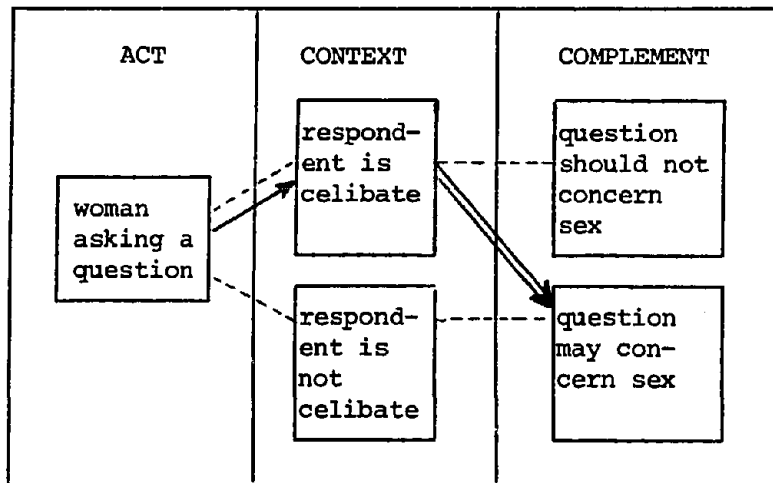 ACT
CONTEXT
COMPLEMENT
woman
asking a
question
respond-
ent is
celibate
respond-
ent is
not
celibate
question
should not
concern
sex
question
may con-
cern sex